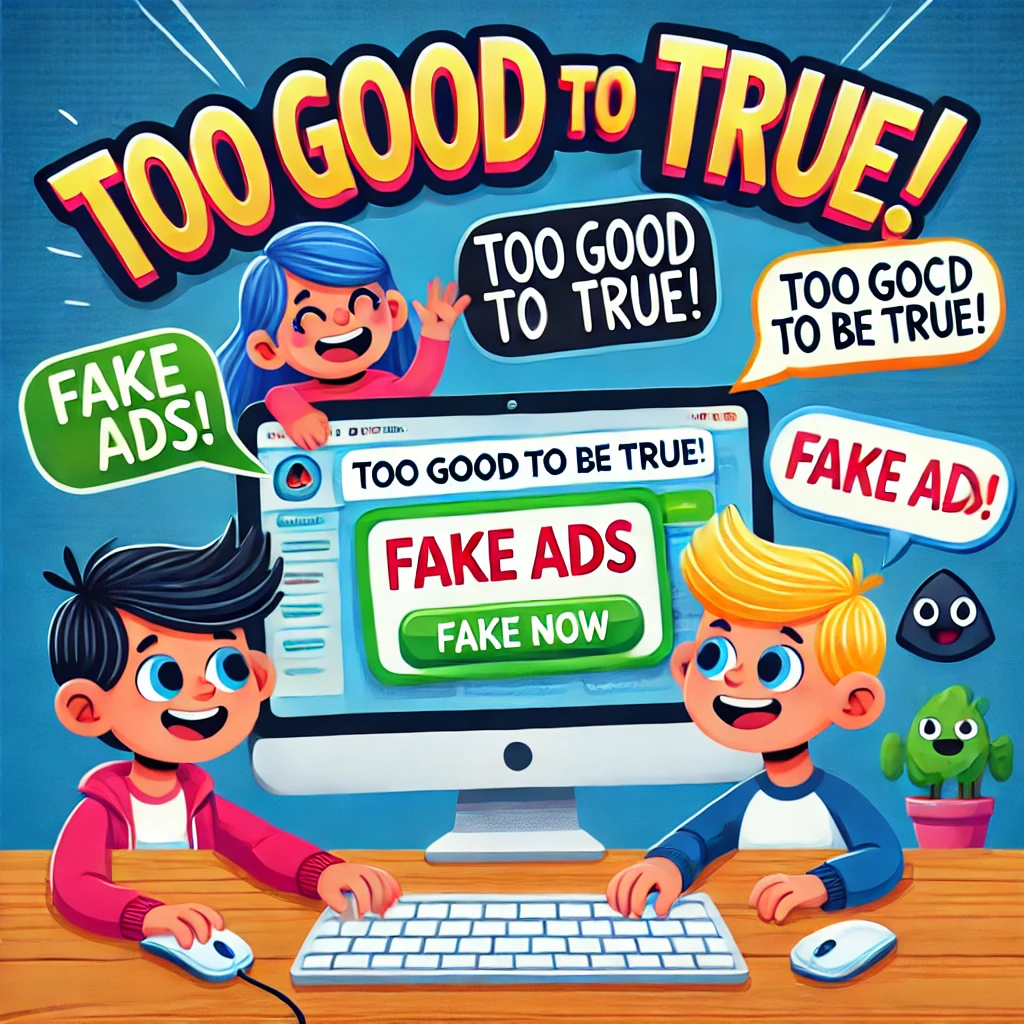 TOO GOOD TO TRUE!
TOO GOOD
TO TRUE!
TOO GOCD
TO BE TRUE!
FAKE
ADS!
TOO GOOD TO BE TRUE!
FAKE AD!
FAKE ADS
FAKE NOW